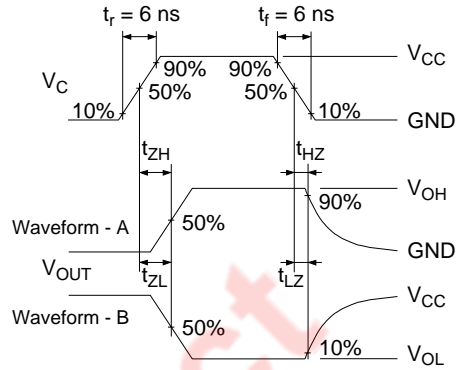 tr = 6 ns
tf = 6 ns
VCC
90%
90%
VC
50%
50%
10%
10%
GND
tZH
tHZ
VOH
90%
50%
Waveform - A
GND
VOUT
tZL
tLZ
VCC
Waveform - B
50%
10%
VOL